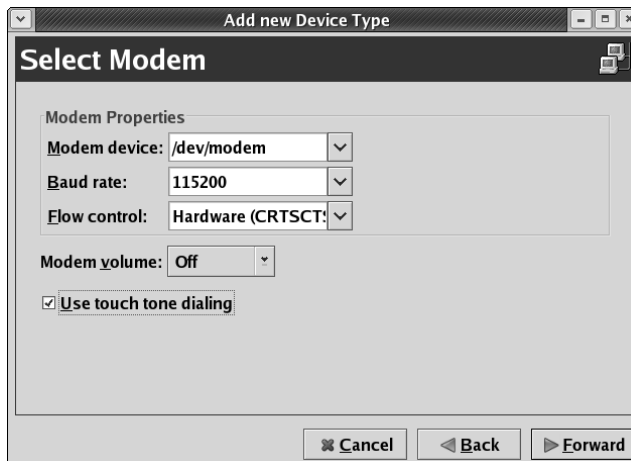 Add new Device Type
Select Modem
Modem Properties
Modem device: /dev/modem
Baud rate: 115200
Flow control: Hardware (CRTSCTS
Modem volume: Off
Use touch tone dialing
Cancel Back Forward